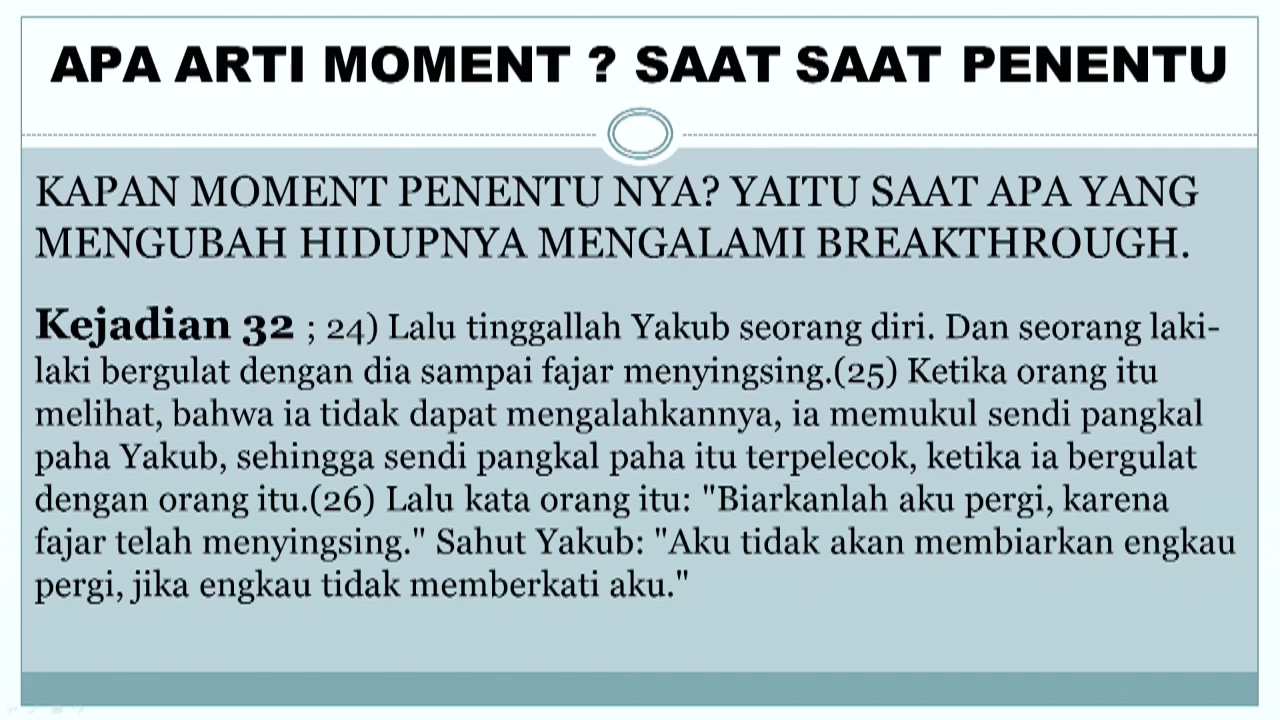 APA ARTI MOMENT ? SAAT SAAT PENENTU
KAPAN MOMENT PENENTU NYA? YAITU SAAT APA YANG
MENGUBAH HIDUPNYA MENGALAMI BREAKTHROUGH.
Kejadian 32 ; 24) Lalu tinggallah Yakub seorang diri. Dan seorang laki-
laki bergulat dengan dia sampai fajar menyingsing.(25) Ketika orang itu
melihat, bahwa ia tidak dapat mengalahkannya, ia memukul sendi pangkal
paha Yakub, sehingga sendi pangkal paha itu terpelecok, ketika ia bergulat
dengan orang itu.(26) Lalu kata orang itu: "Biarkanlah aku pergi, karena
fajar telah menyingsing." Sahut Yakub: "Aku tidak akan membiarkan engkau
pergi, jika engkau tidak memberkati aku."